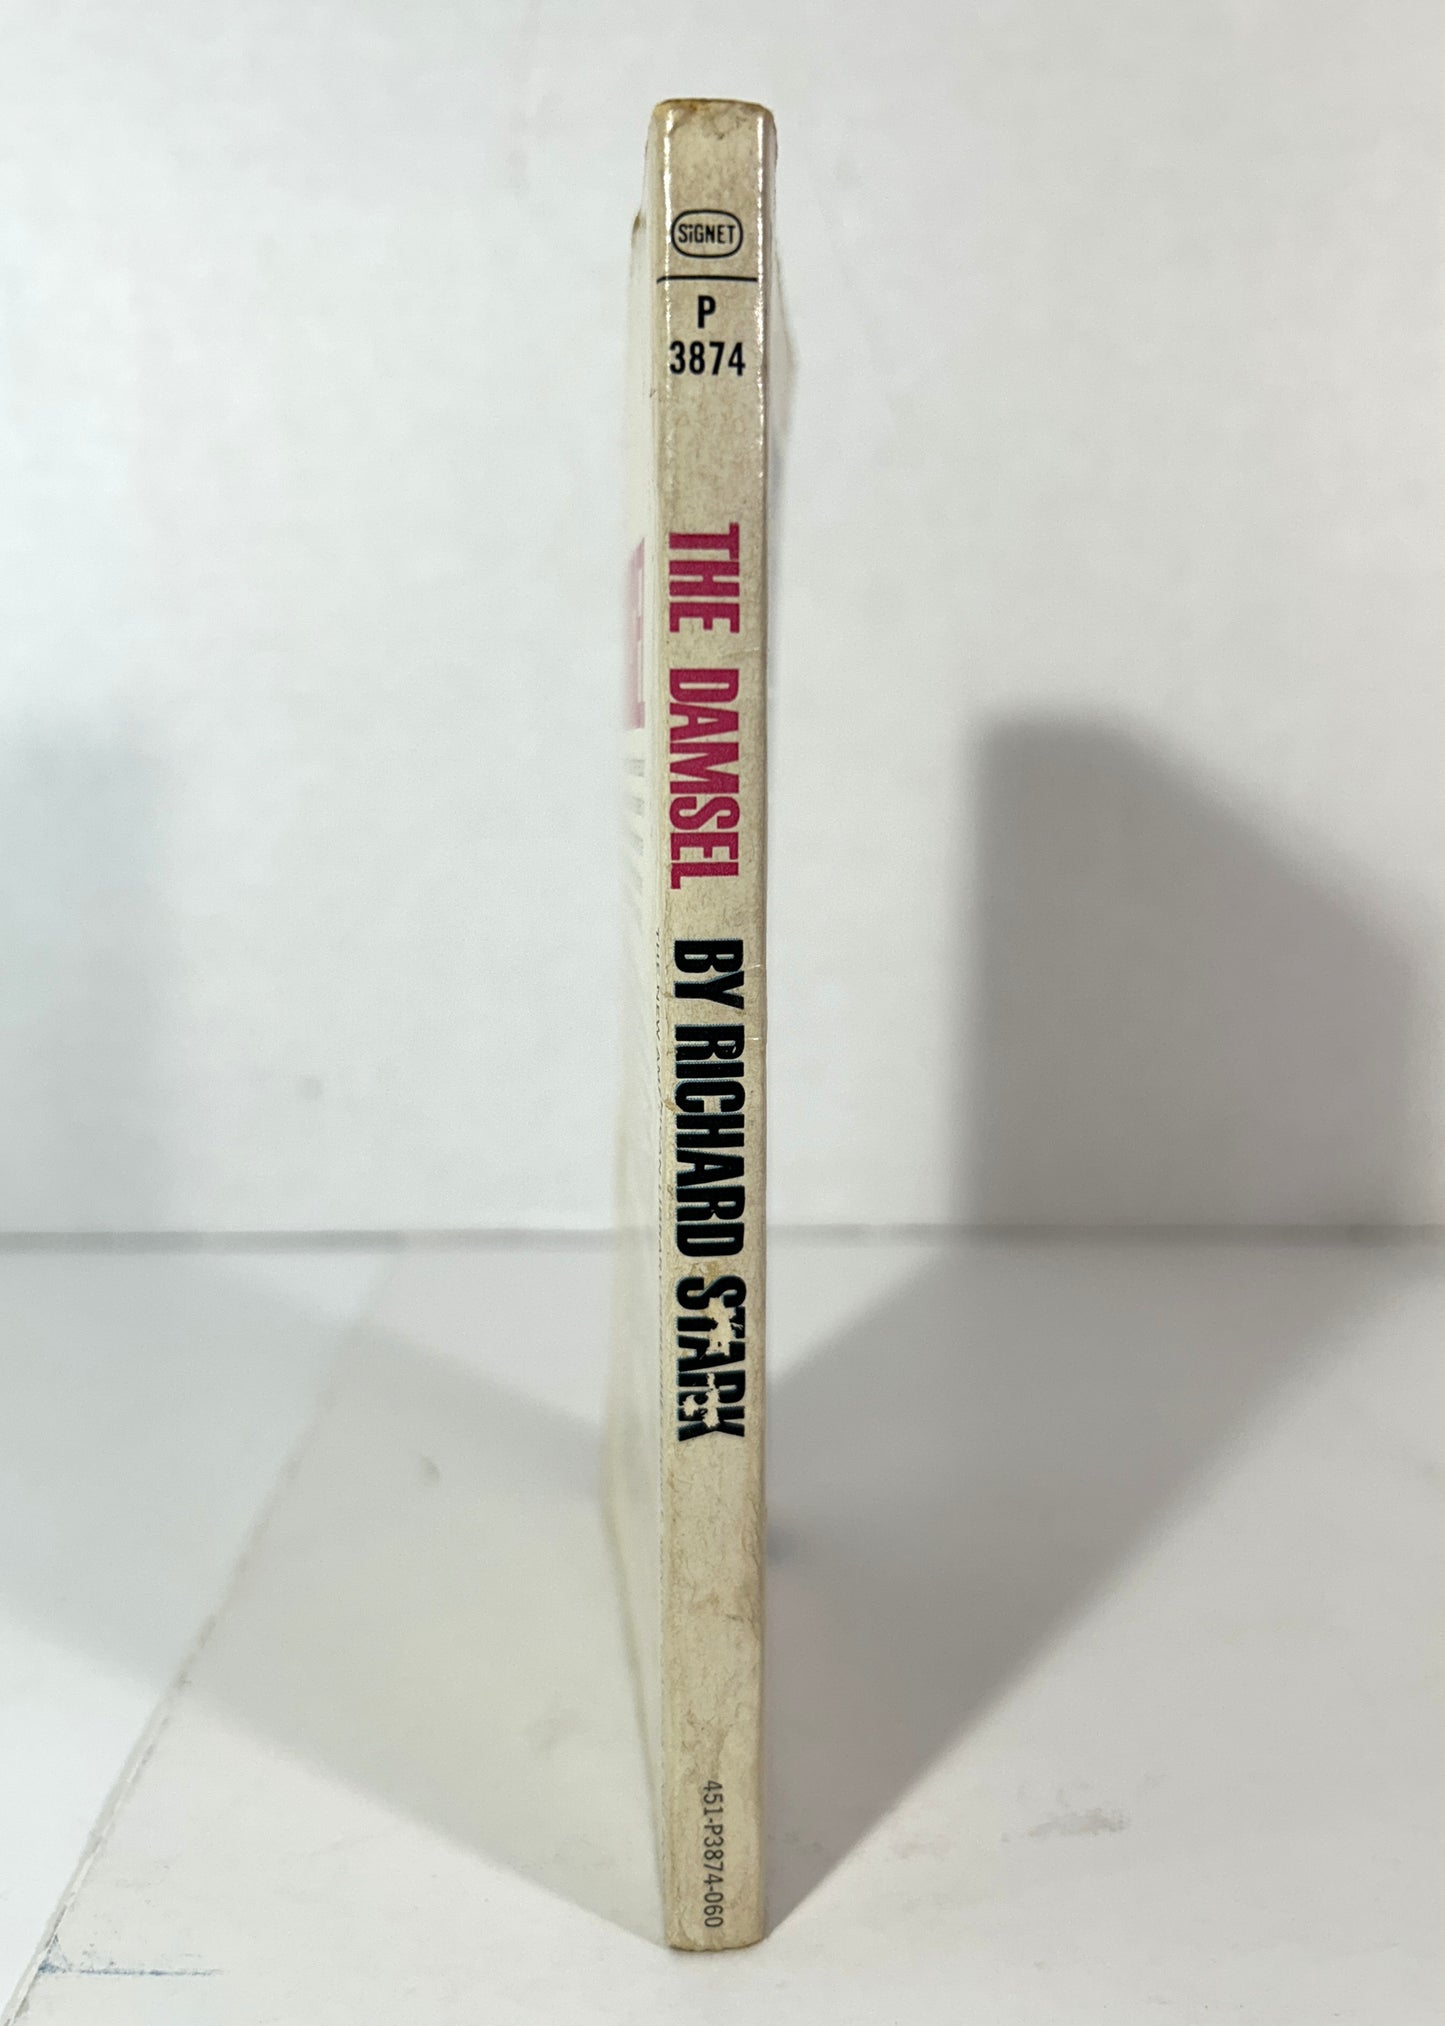 SIGNET
P
3874
THE DAMSEL BY RICHARD STARK
451-P3874-060